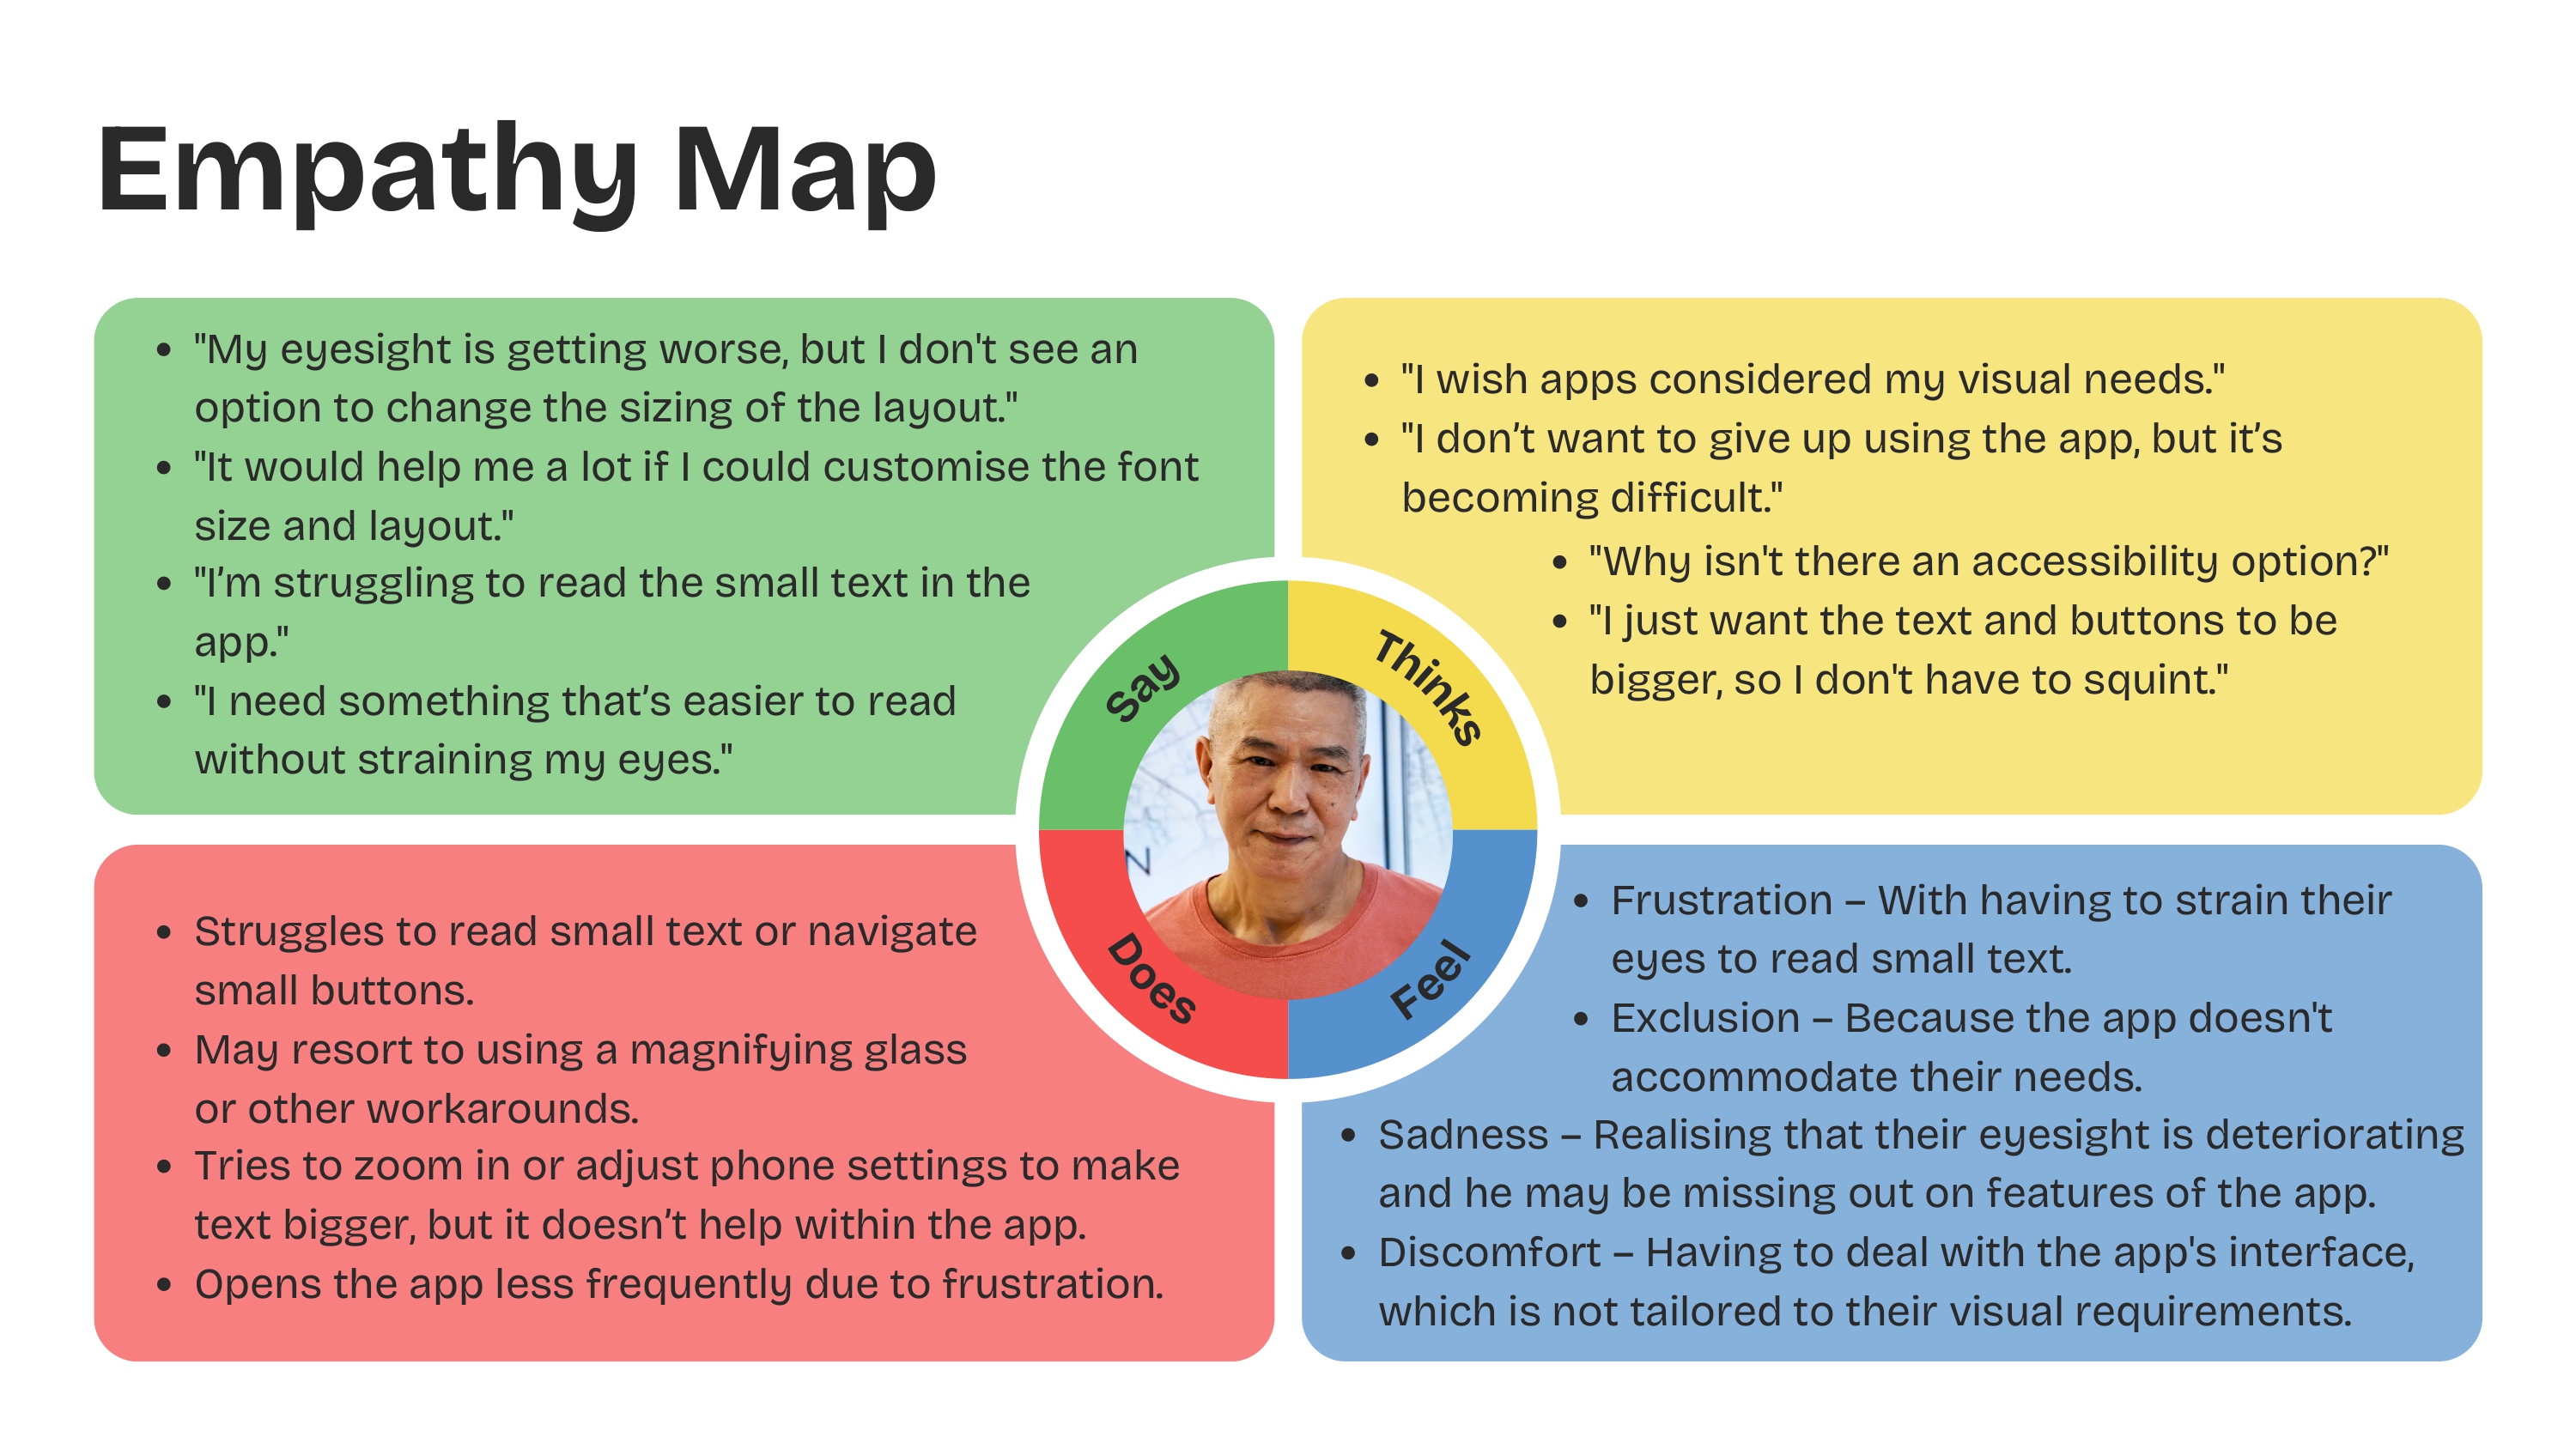 Empathy Map
• "My eyesight is getting worse, but I don't see an
option to change the sizing of the layout."
• "It would help me a lot if I could customise the font
size and layout."
• "I’m struggling to read the small text in the
app."
• "I need something that’s easier to read
without straining my eyes."
• "I wish apps considered my visual needs."
• "I don’t want to give up using the app, but it’s
becoming difficult."
• "Why isn't there an accessibility option?"
• "I just want the text and buttons to be
bigger, so I don't have to squint."
Say
Thinks
Does
Feel
N
• Struggles to read small text or navigate
small buttons.
• May resort to using a magnifying glass
or other workarounds.
• Tries to zoom in or adjust phone settings to make
text bigger, but it doesn’t help within the app.
• Opens the app less frequently due to frustration.
• Frustration – With having to strain their
eyes to read small text.
• Exclusion – Because the app doesn't
accommodate their needs.
• Sadness – Realising that their eyesight is deteriorating
and he may be missing out on features of the app.
• Discomfort – Having to deal with the app's interface,
which is not tailored to their visual requirements.